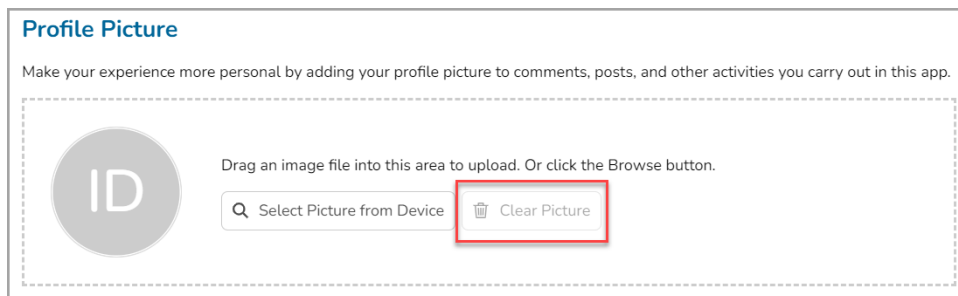 Profile Picture
Make your experience more personal by adding your profile picture to comments, posts, and other activities you carry out in this app.
ID
Drag an image file into this area to upload. Or click the Browse button.
Select Picture from Device
Clear Picture